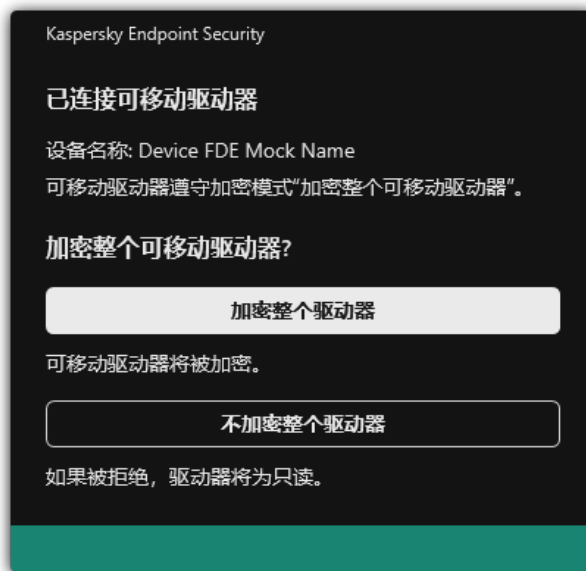 Kaspersky Endpoint Security
已连接可移动驱动器
设备名称: Device FDE Mock Name
可移动驱动器遵守加密模式“加密整个可移动驱动器”。
加密整个可移动驱动器?
加密整个驱动器
可移动驱动器将被加密。
不加密整个驱动器
如果被拒绝，驱动器将为只读。